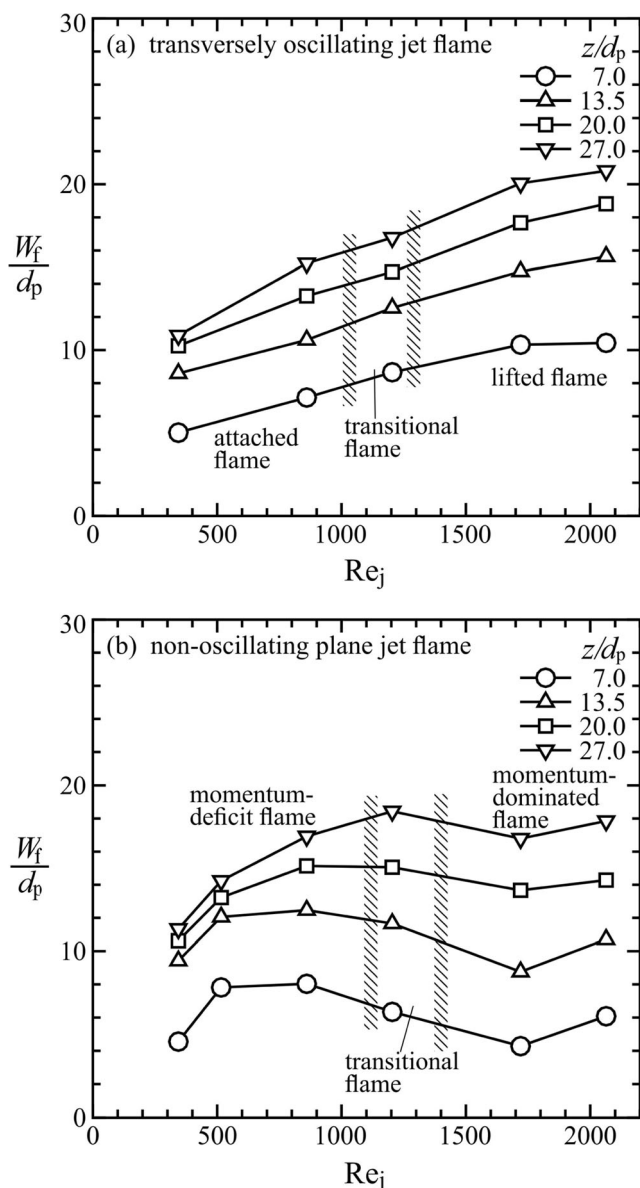 30
(a) transversely oscillating jet flame
z/dp
7.0
13.5
20.0
27.0
20
Wf
dp
10
lifted flame
attached
flame
transitional
flame
0
0 500 1000 1500 2000
Rej
30
(b) non-oscillating plane jet flame
z/dp
7.0
13.5
20.0
27.0
20
momentum-
deficit flame
momentum-
dominated
flame
Wf
dp
10
transitional
flame
0
0 500 1000 1500 2000
Rej